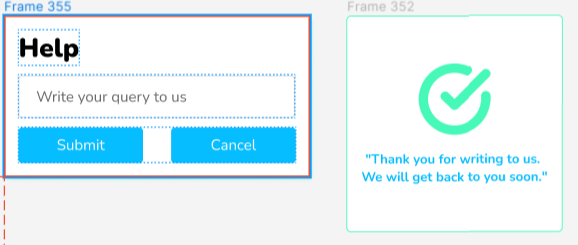 Frame 355
Frame 352
Help
Write your query to us
Submit
Cancel
"Thank you for writing to us.
We will get back to you soon."